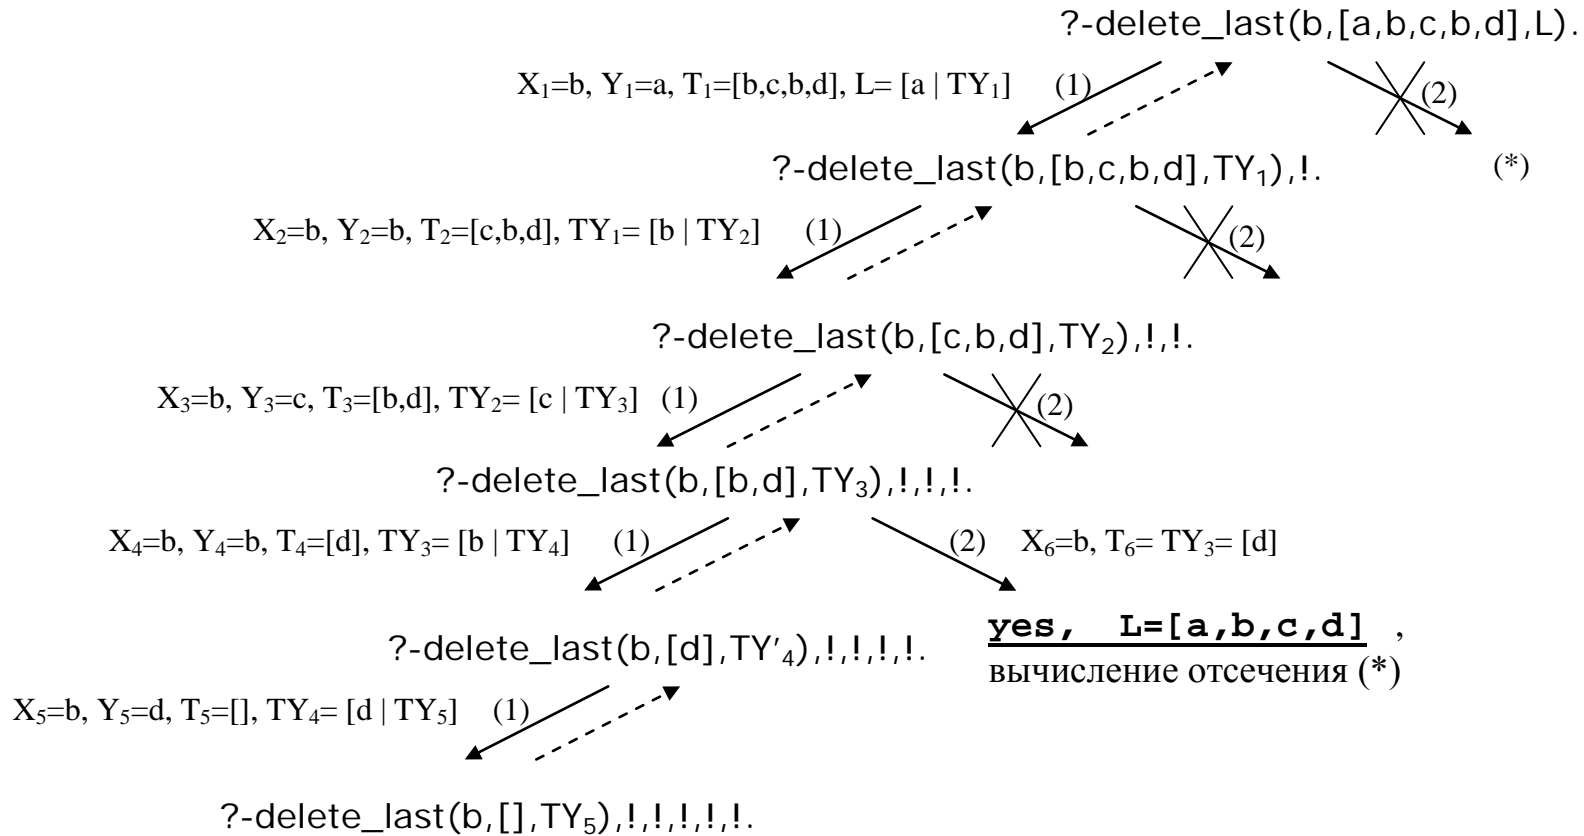 ?-delete_last(b,[a,b,c,b,d],L).
X₁=b, Y₁=a, T₁=[b,c,b,d], L= [a | TY₁] (1) (2)
?-delete_last(b,[b,c,b,d],TY₁),!. (*)
X₂=b, Y₂=b, T₂=[c,b,d], TY₁= [b | TY₂] (1) (2)
?-delete_last(b,[c,b,d],TY₂),!,!.
X₃=b, Y₃=c, T₃=[b,d], TY₂= [c | TY₃] (1) (2)
?-delete_last(b,[b,d],TY₃),!,!,!.
X₄=b, Y₄=b, T₄=[d], TY₃= [b | TY₄] (1) (2) X₆=b, T₆= TY₃= [d]
?-delete_last(b,[d],TY′₄),!,!,!,!. yes, L=[a,b,c,d] ,
вычисление отсечения (*)
X₅=b, Y₅=d, T₅=[], TY₄= [d | TY₅] (1)
?-delete_last(b,[],TY₅),!,!,!,!,!.